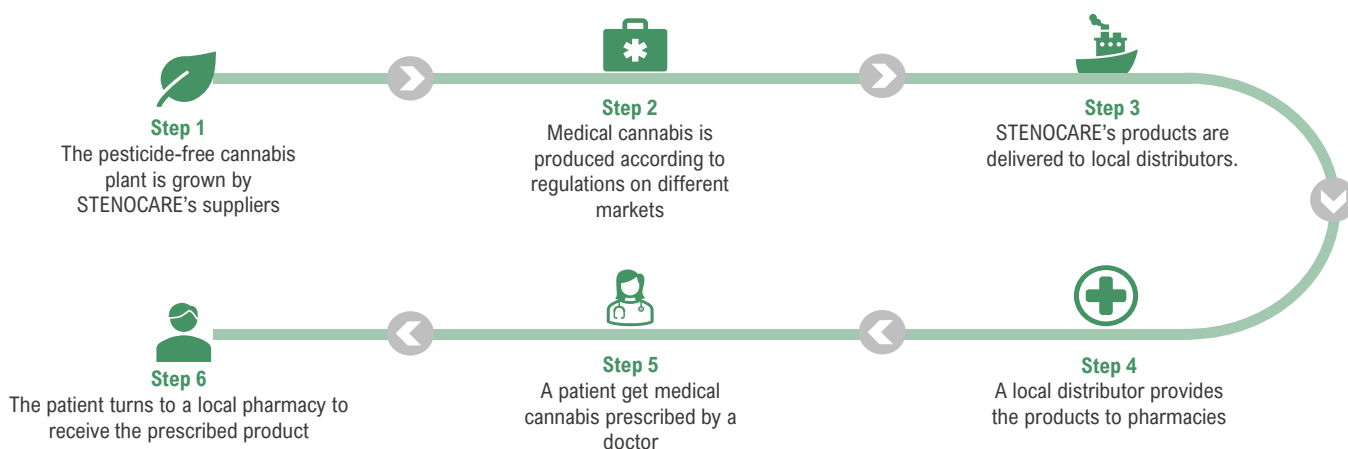 Step 1
The pesticide-free cannabis
plant is grown by
STENOCARE's suppliers
Step 2
Medical cannabis is
produced according to
regulations on different
markets
Step 3
STENOCARE's products are
delivered to local distributors.
Step 4
A local distributor provides
the products to pharmacies
Step 5
A patient get medical
cannabis prescribed by a
doctor
Step 6
The patient turns to a local pharmacy to
receive the prescribed product